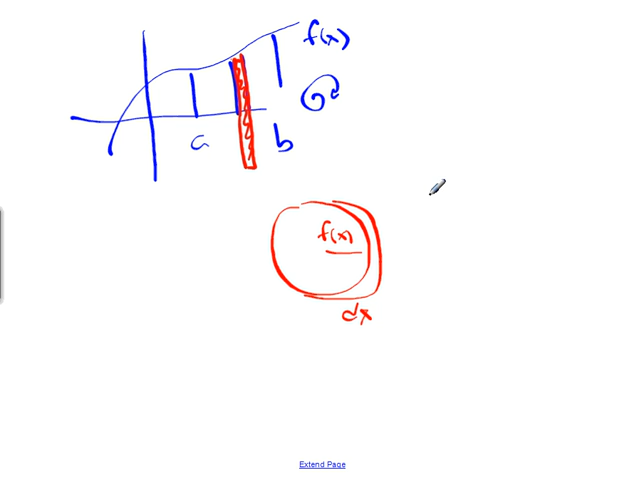 f(x)
a
b
f(x)
dx
Extend Page